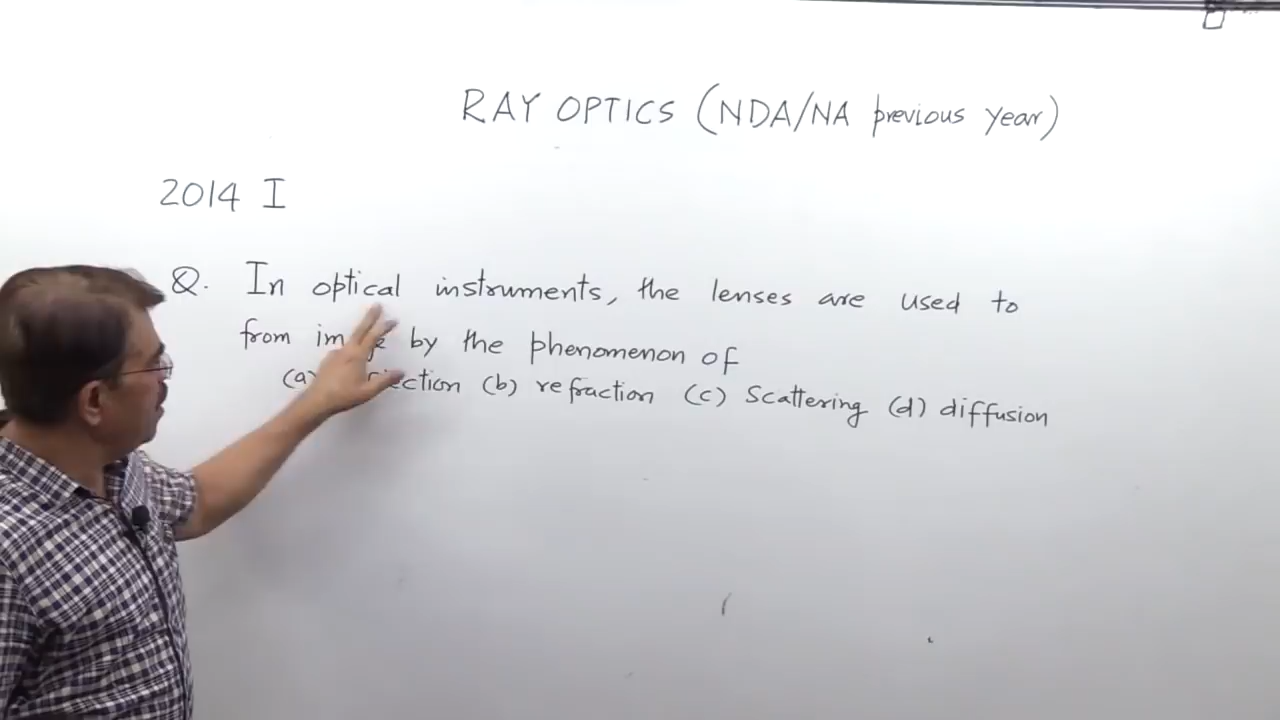 RAY OPTICS (NDA/NA previous year)
2014 I
Q. In optical instruments, the lenses are used to
from by the phenomenon of
(a) (b) refraction (c) Scattering (d) diffusion